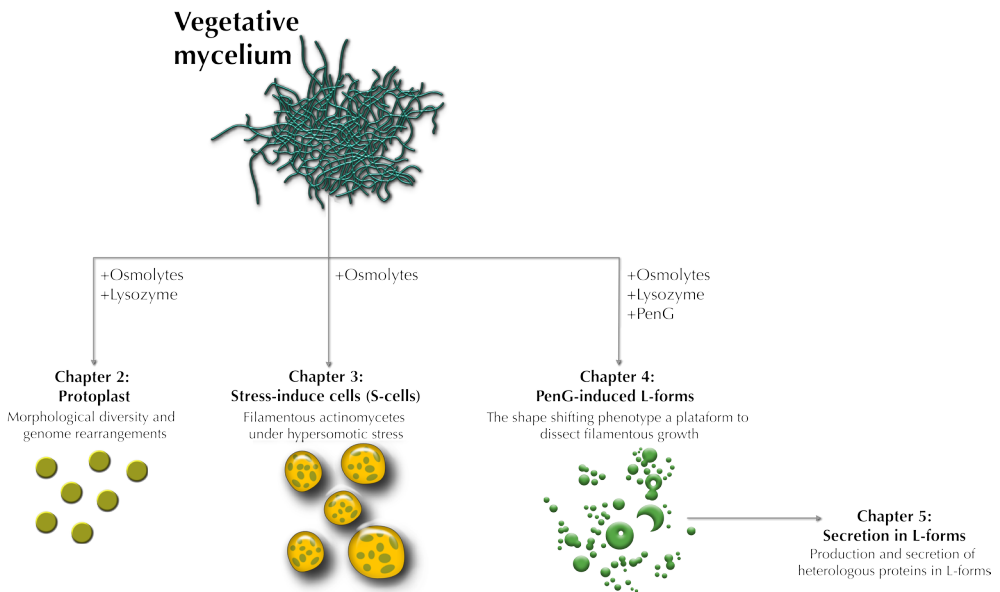 Vegetative
mycelium
+Osmolytes
+Lysozyme
+Osmolytes
+Osmolytes
+Lysozyme
+PenG
Chapter 2:
Protoplast
Morphological diversity and
genome rearrangements
Chapter 3:
Stress-induce cells (S-cells)
Filamentous actinomycetes
under hypersomotic stress
Chapter 4:
PenG-induced L-forms
The shape shifting phenotype a plataform to
dissect filamentous growth
Chapter 5:
Secretion in L-forms
Production and secretion of
heterologous proteins in L-forms